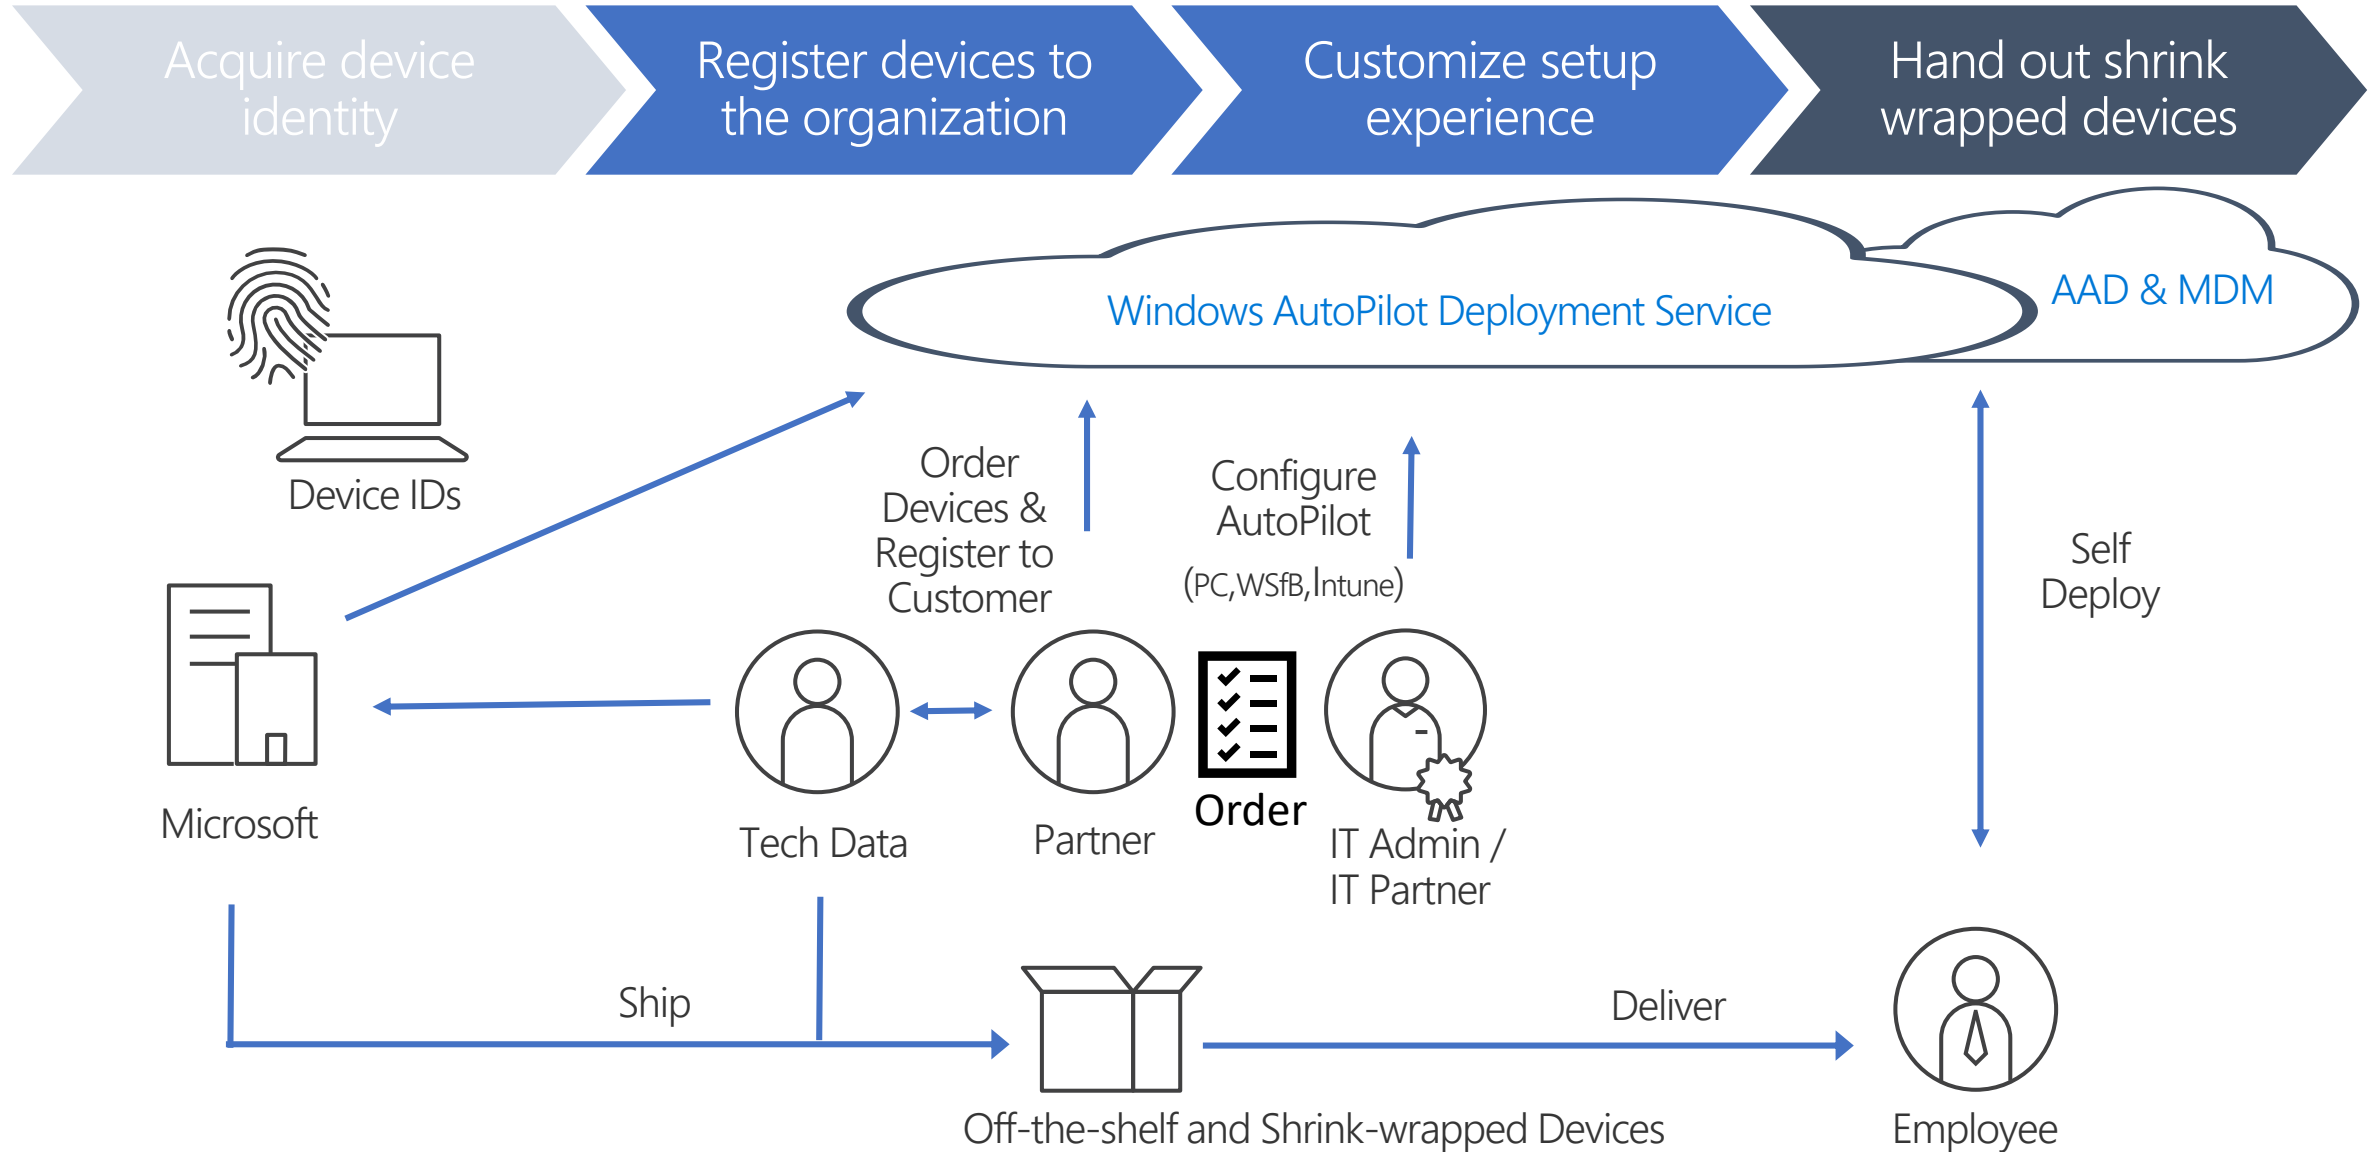 Acquire device
identity
Register devices to
the organization
Customize setup
experience
Hand out shrink
wrapped devices
Windows AutoPilot Deployment Service
AAD & MDM
Device IDs
Order
Devices &
Register to
Customer
Configure
AutoPilot
(PC,WSfB,Intune)
Self
Deploy
Microsoft
Tech Data
Partner
Order
IT Admin /
IT Partner
Ship
Deliver
Off-the-shelf and Shrink-wrapped Devices
Employee